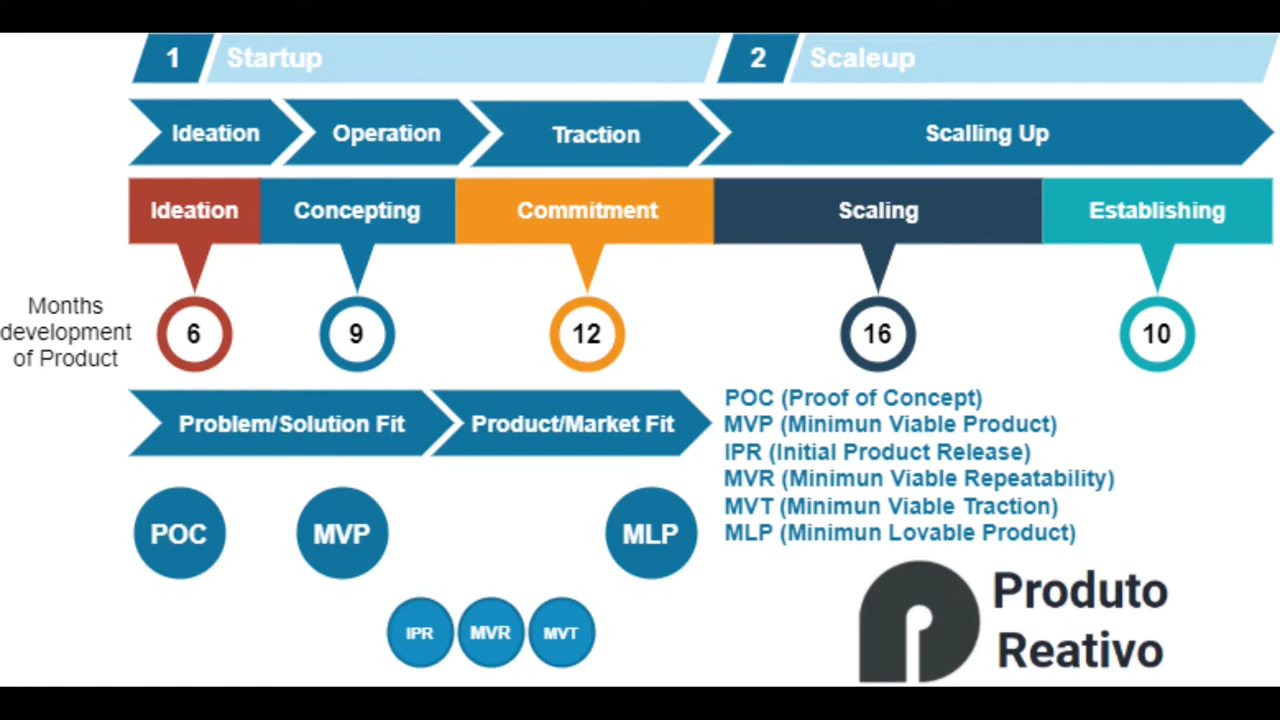 1 Startup 2 Scaleup
Ideation Operation Traction Scalling Up
Ideation Concepting Commitment Scaling Establishing
Months
development
of Product
6 9 12 16 10
Problem/Solution Fit Product/Market Fit
POC (Proof of Concept)
MVP (Minimun Viable Product)
IPR (Initial Product Release)
MVR (Minimun Viable Repeatability)
MVT (Minimun Viable Traction)
MLP (Minimun Lovable Product)
POC MVP MLP
IPR MVR MVT
Produto
Reativo